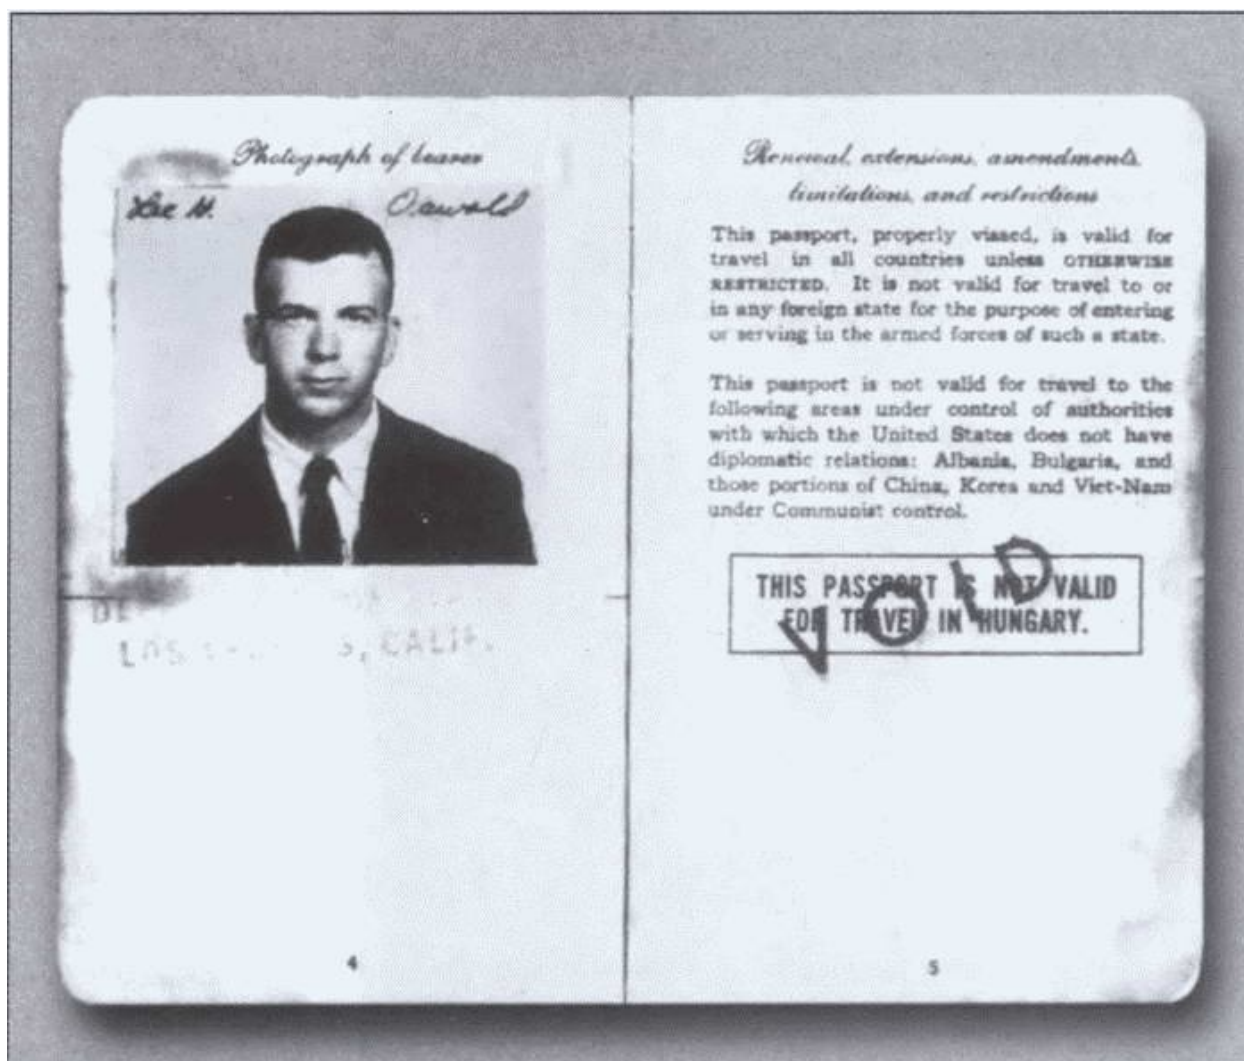 Photograph of bearer
Lee H. Oswald
LOS S, CALIF.
4
Renewal, extensions, amendments,
limitations, and restrictions
This passport, properly visaed, is valid for
travel in all countries unless OTHERWISE
RESTRICTED. It is not valid for travel to or
in any foreign state for the purpose of entering
or serving in the armed forces of such a state.
This passport is not valid for travel to the
following areas under control of authorities
with which the United States does not have
diplomatic relations: Albania, Bulgaria, and
those portions of China, Korea and Viet-Nam
under Communist control.
THIS PASSPORT IS NOT VALID
FOR TRAVEL IN HUNGARY.
VOID
5